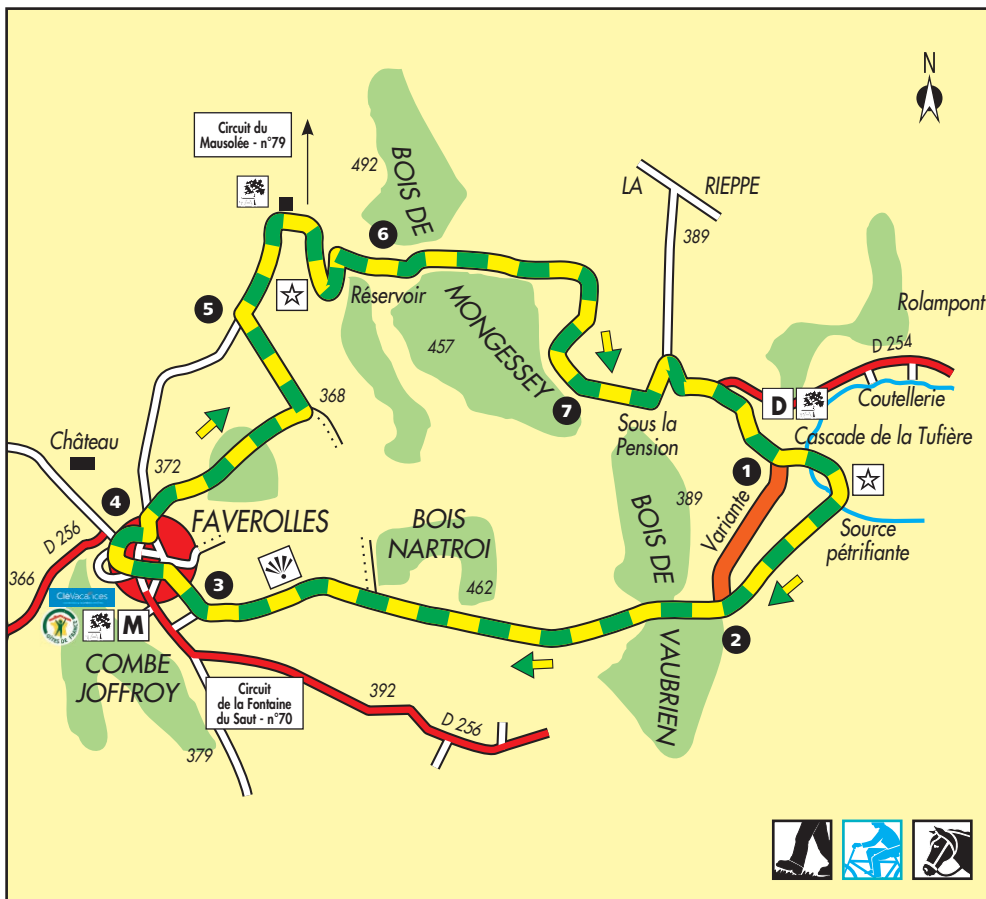 N
Circuit du
Mausolée - n°79
492
BOIS DE
LA RIEPPE
389
6
5
Réservoir
MONGESSEY
457
Rolampont
D 254
D
Coutellerie
7
Sous la
Pension
368
Cascade de la Tufière
1
Château
372
4
FAVEROLLES
BOIS
NARTROI
462
389
BOIS DE
VAUBRIEN
Variante
Source
pétrifiante
D 256
366
3
2
CléVacances
GÎTES DE FRANCE
M
COMBE
JOFFROY
Circuit
de la Fontaine
du Saut - n°70
392
D 256
379